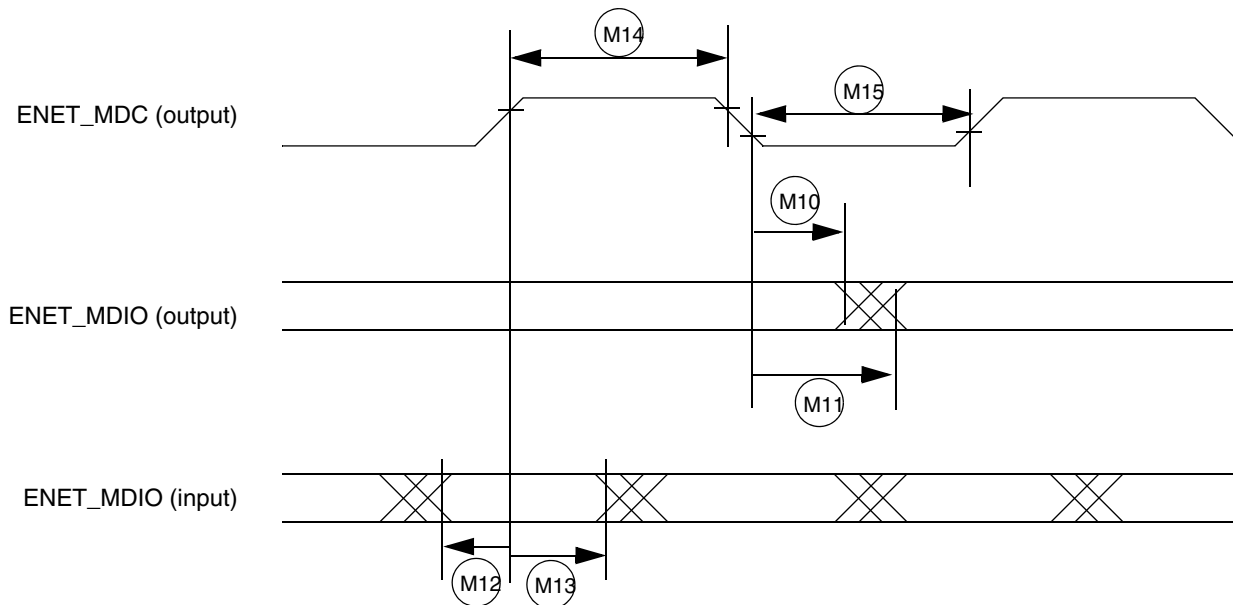 M14
ENET_MDC (output)
M15
M10
ENET_MDIO (output)
M11
ENET_MDIO (input)
M12
M13